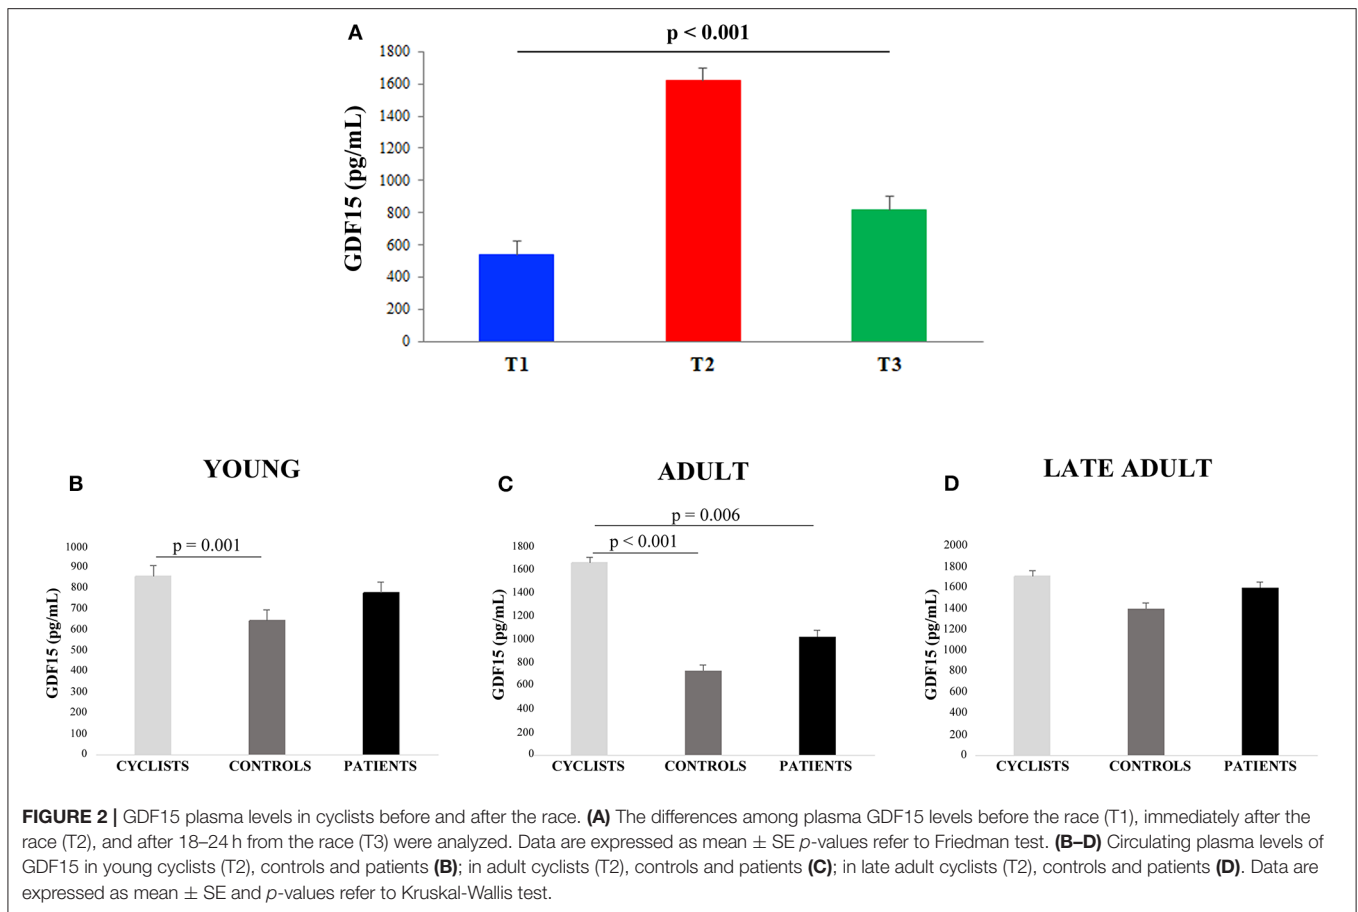 A
p < 0.001
GDF15 (pg/mL)
1800
1600
1400
1200
1000
800
600
400
200
0
T1 T2 T3
YOUNG
B
p = 0.001
GDF15 (pg/mL)
1000
900
800
700
600
500
400
300
200
100
0
CYCLISTS CONTROLS PATIENTS
ADULT
C
p = 0.006
p < 0.001
GDF15 (pg/mL)
1800
1600
1400
1200
1000
800
600
400
200
0
CYCLISTS CONTROLS PATIENTS
LATE ADULT
D
GDF15 (pg/mL)
2000
1800
1600
1400
1200
1000
800
600
400
200
0
CYCLISTS CONTROLS PATIENTS
FIGURE 2 | GDF15 plasma levels in cyclists before and after the race. (A) The differences among plasma GDF15 levels before the race (T1), immediately after the
race (T2), and after 18–24 h from the race (T3) were analyzed. Data are expressed as mean ± SE p-values refer to Friedman test. (B–D) Circulating plasma levels of
GDF15 in young cyclists (T2), controls and patients (B); in adult cyclists (T2), controls and patients (C); in late adult cyclists (T2), controls and patients (D). Data are
expressed as mean ± SE and p-values refer to Kruskal-Wallis test.